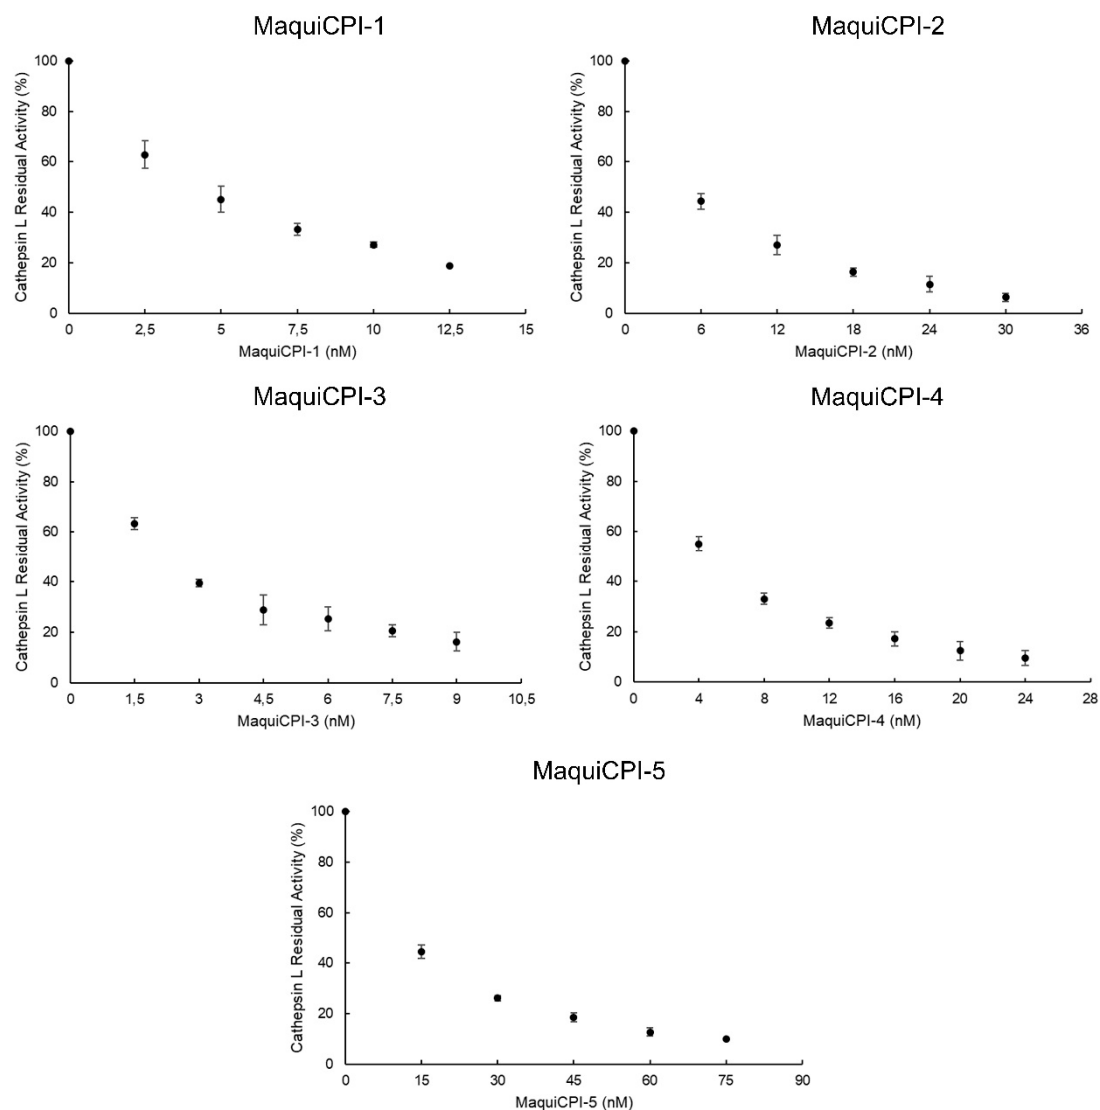 MaquiCPI-1
Cathepsin L Residual Activity (%)
100
80
60
40
20
0
0 2,5 5 7,5 10 12,5 15
MaquiCPI-1 (nM)
MaquiCPI-2
Cathepsin L Residual Activity (%)
100
80
60
40
20
0
0 6 12 18 24 30 36
MaquiCPI-2 (nM)
MaquiCPI-3
Cathepsin L Residual Activity (%)
100
80
60
40
20
0
0 1,5 3 4,5 6 7,5 9 10,5
MaquiCPI-3 (nM)
MaquiCPI-4
Cathepsin L Residual Activity (%)
100
80
60
40
20
0
0 4 8 12 16 20 24 28
MaquiCPI-4 (nM)
MaquiCPI-5
Cathepsin L Residual Activity (%)
100
80
60
40
20
0
0 15 30 45 60 75 90
MaquiCPI-5 (nM)